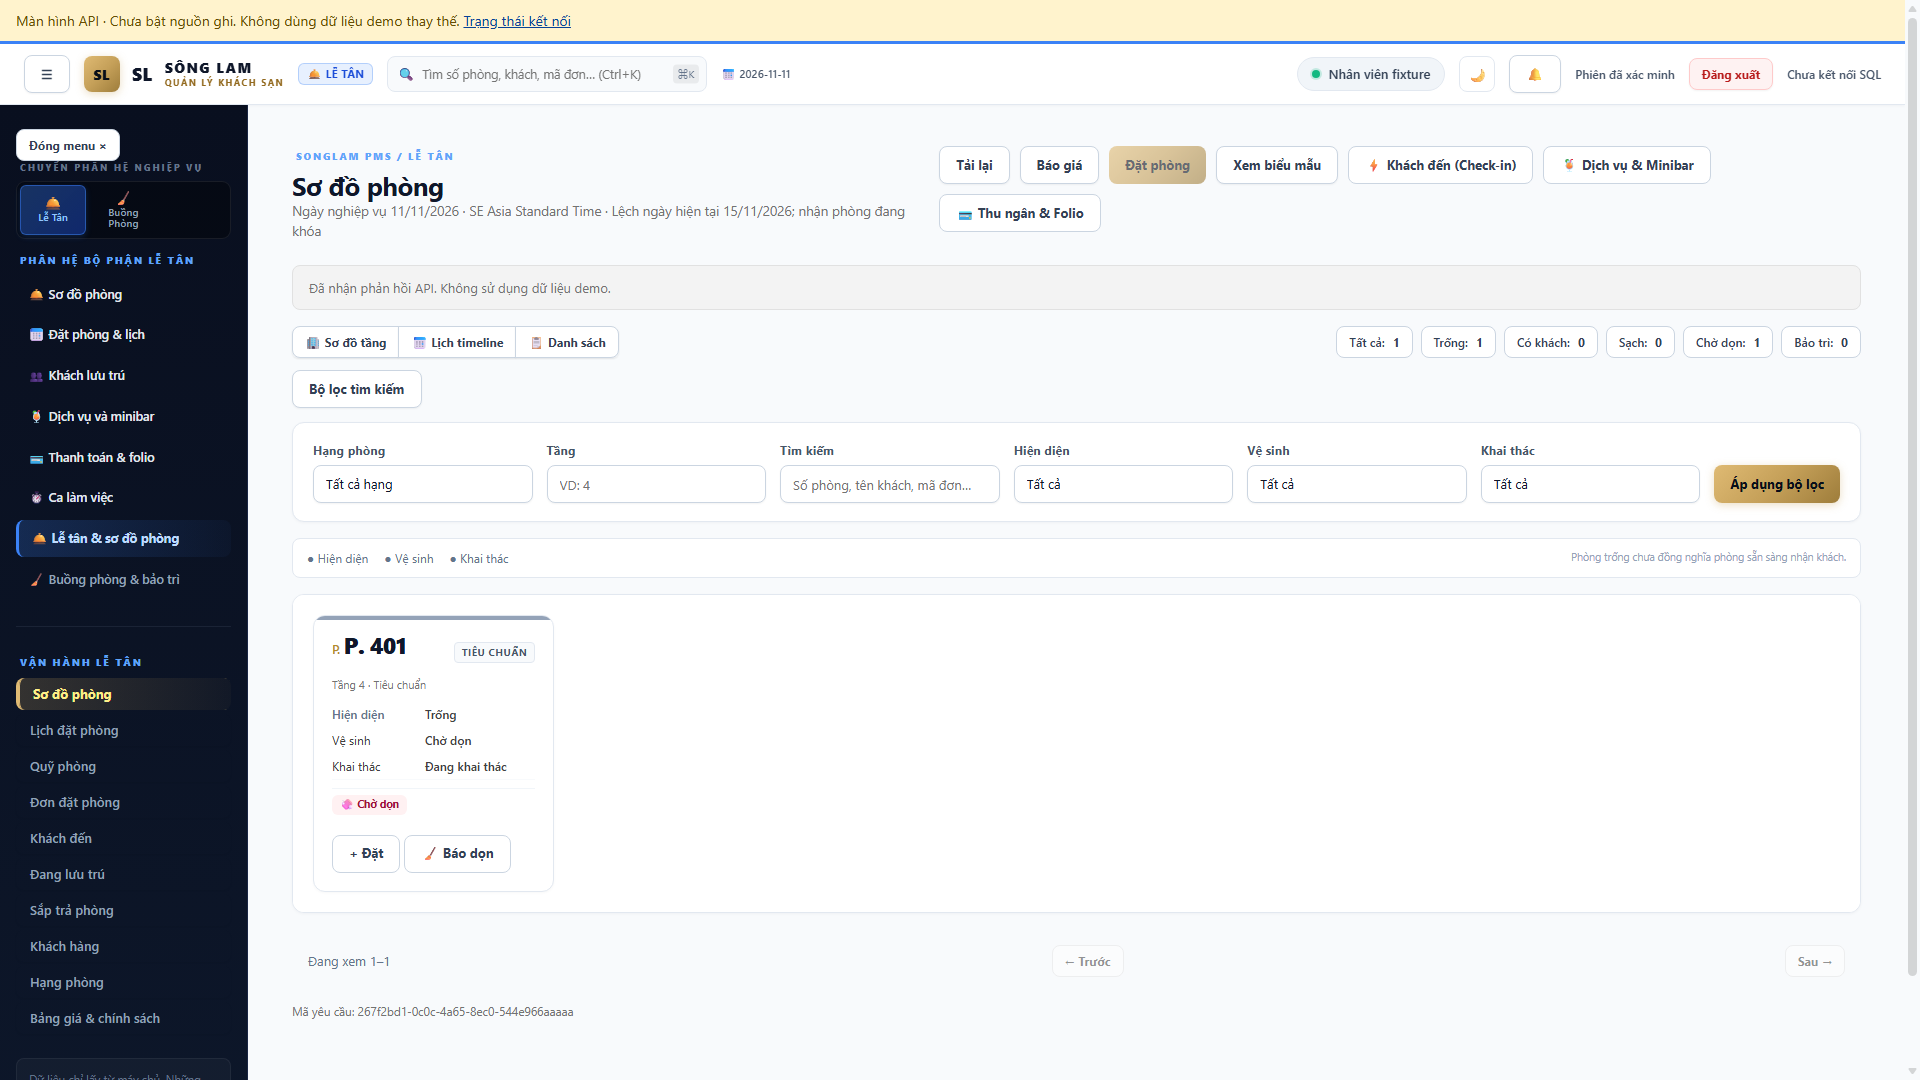 Màn hình API · Chưa bật nguồn ghi. Không dùng dữ liệu demo thay thế. Trạng thái kết nối
☰
SL
SL
SÔNG LAM
QUẢN LÝ KHÁCH SẠN
LỄ TÂN
Tìm số phòng, khách, mã đơn... (Ctrl+K)
⌘K
2026-11-11
Nhân viên fixture
Phiên đã xác minh
Đăng xuất
Chưa kết nối SQL
Đóng menu ×
CHUYỂN PHÂN HỆ NGHIỆP VỤ
Lễ Tân
Buồng Phòng
PHÂN HỆ BỘ PHẬN LỄ TÂN
Sơ đồ phòng
Đặt phòng & lịch
Khách lưu trú
Dịch vụ và minibar
Thanh toán & folio
Ca làm việc
Lễ tân & sơ đồ phòng
Buồng phòng & bảo trì
VẬN HÀNH LỄ TÂN
Sơ đồ phòng
Lịch đặt phòng
Quỹ phòng
Đơn đặt phòng
Khách đến
Đang lưu trú
Sắp trả phòng
Khách hàng
Hạng phòng
Bảng giá & chính sách
Dữ liệu chỉ lấy từ máy chủ. Những
SONGLAM PMS / LỄ TÂN
Sơ đồ phòng
Ngày nghiệp vụ 11/11/2026 · SE Asia Standard Time · Lệch ngày hiện tại 15/11/2026; nhận phòng đang
khóa
Tải lại
Báo giá
Đặt phòng
Xem biểu mẫu
Khách đến (Check-in)
Dịch vụ & Minibar
Thu ngân & Folio
Đã nhận phản hồi API. Không sử dụng dữ liệu demo.
Sơ đồ tầng
Lịch timeline
Danh sách
Tất cả: 1
Trống: 1
Có khách: 0
Sạch: 0
Chờ dọn: 1
Bảo trì: 0
Bộ lọc tìm kiếm
Hạng phòng
Tầng
Tìm kiếm
Hiện diện
Vệ sinh
Khai thác
Tất cả hạng
VD: 4
Số phòng, tên khách, mã đơn...
Tất cả
Tất cả
Tất cả
Áp dụng bộ lọc
● Hiện diện
● Vệ sinh
● Khai thác
Phòng trống chưa đồng nghĩa phòng sẵn sàng nhận khách.
P. P. 401
TIÊU CHUẨN
Tầng 4 · Tiêu chuẩn
Hiện diện Trống
Vệ sinh Chờ dọn
Khai thác Đang khai thác
Chờ dọn
+ Đặt
Báo dọn
Đang xem 1–1
← Trước
Sau →
Mã yêu cầu: 267f2bd1-0c0c-4a65-8ec0-544e966aaaaa